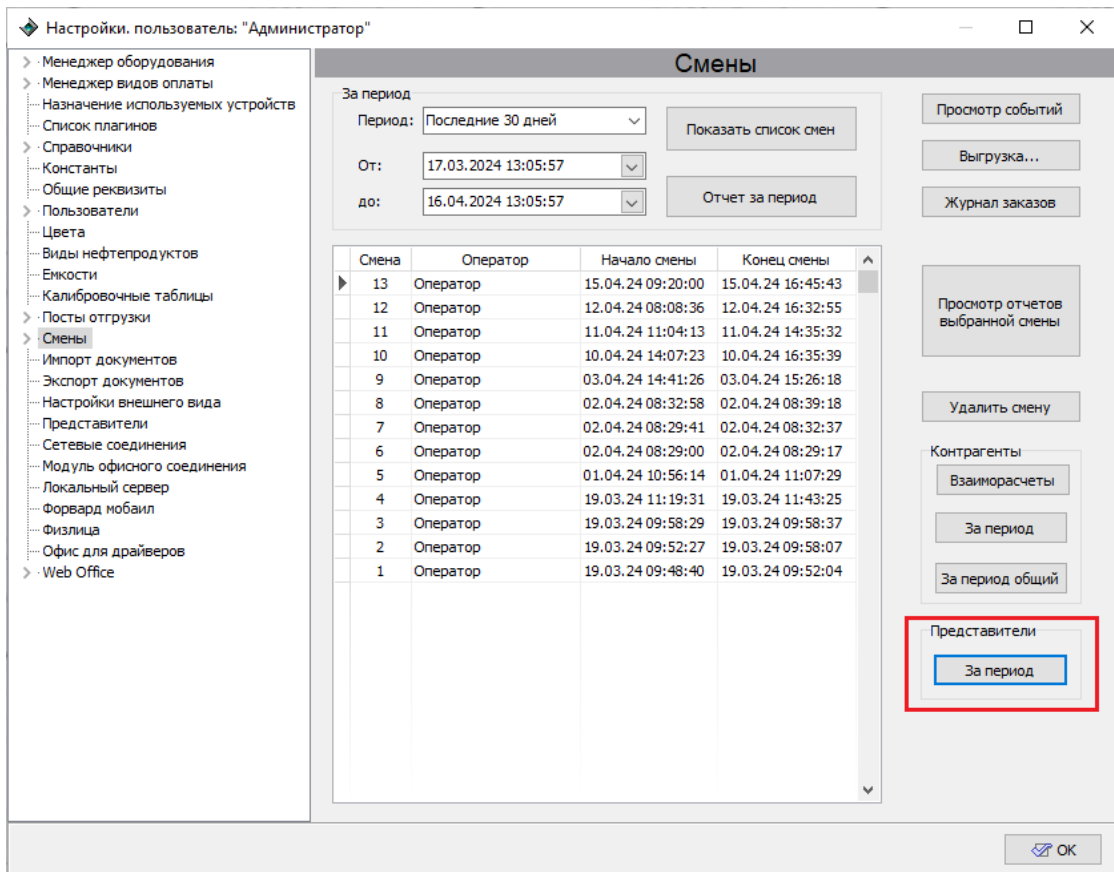 Настройки. пользователь: "Администратор"
Менеджер оборудования
Менеджер видов оплаты
Назначение используемых устройств
Список плагинов
Справочники
Константы
Общие реквизиты
Пользователи
Цвета
Виды нефтепродуктов
Емкости
Калибровочные таблицы
Посты отгрузки
Смены
Импорт документов
Экспорт документов
Настройки внешнего вида
Представители
Сетевые соединения
Модуль офисного соединения
Локальный сервер
Форвард мобаил
Физлица
Офис для драйверов
Web Office
Смены
За период
Период: Последние 30 дней
От: 17.03.2024 13:05:57
до: 16.04.2024 13:05:57
Показать список смен
Отчет за период
Смена Оператор Начало смены Конец смены
13 Оператор 15.04.24 09:20:00 15.04.24 16:45:43
12 Оператор 12.04.24 08:08:36 12.04.24 16:32:55
11 Оператор 11.04.24 11:04:13 11.04.24 14:35:32
10 Оператор 10.04.24 14:07:23 10.04.24 16:35:39
9 Оператор 03.04.24 14:41:26 03.04.24 15:26:18
8 Оператор 02.04.24 08:32:58 02.04.24 08:39:18
7 Оператор 02.04.24 08:29:41 02.04.24 08:32:37
6 Оператор 02.04.24 08:29:00 02.04.24 08:29:17
5 Оператор 01.04.24 10:56:14 01.04.24 11:07:29
4 Оператор 19.03.24 11:19:31 19.03.24 11:43:25
3 Оператор 19.03.24 09:58:29 19.03.24 09:58:37
2 Оператор 19.03.24 09:52:27 19.03.24 09:58:07
1 Оператор 19.03.24 09:48:40 19.03.24 09:52:04
Просмотр событий
Выгрузка...
Журнал заказов
Просмотр отчетов
выбранной смены
Удалить смену
Контрагенты
Взаиморасчеты
За период
За период общий
Представители
За период
OK